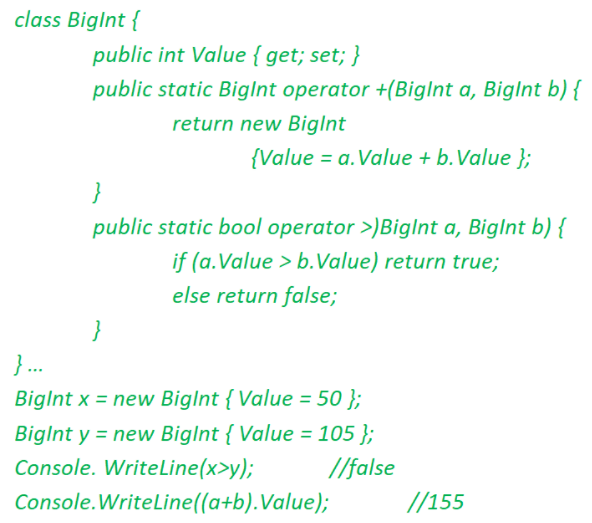 class BigInt {
public int Value { get; set; }
public static BigInt operator +(BigInt a, BigInt b) {
return new BigInt
{Value = a.Value + b.Value };
}
public static bool operator >)BigInt a, BigInt b) {
if (a.Value > b.Value) return true;
else return false;
}
} ...
BigInt x = new BigInt { Value = 50 };
BigInt y = new BigInt { Value = 105 };
Console. WriteLine(x>y); //false
Console.WriteLine((a+b).Value); //155